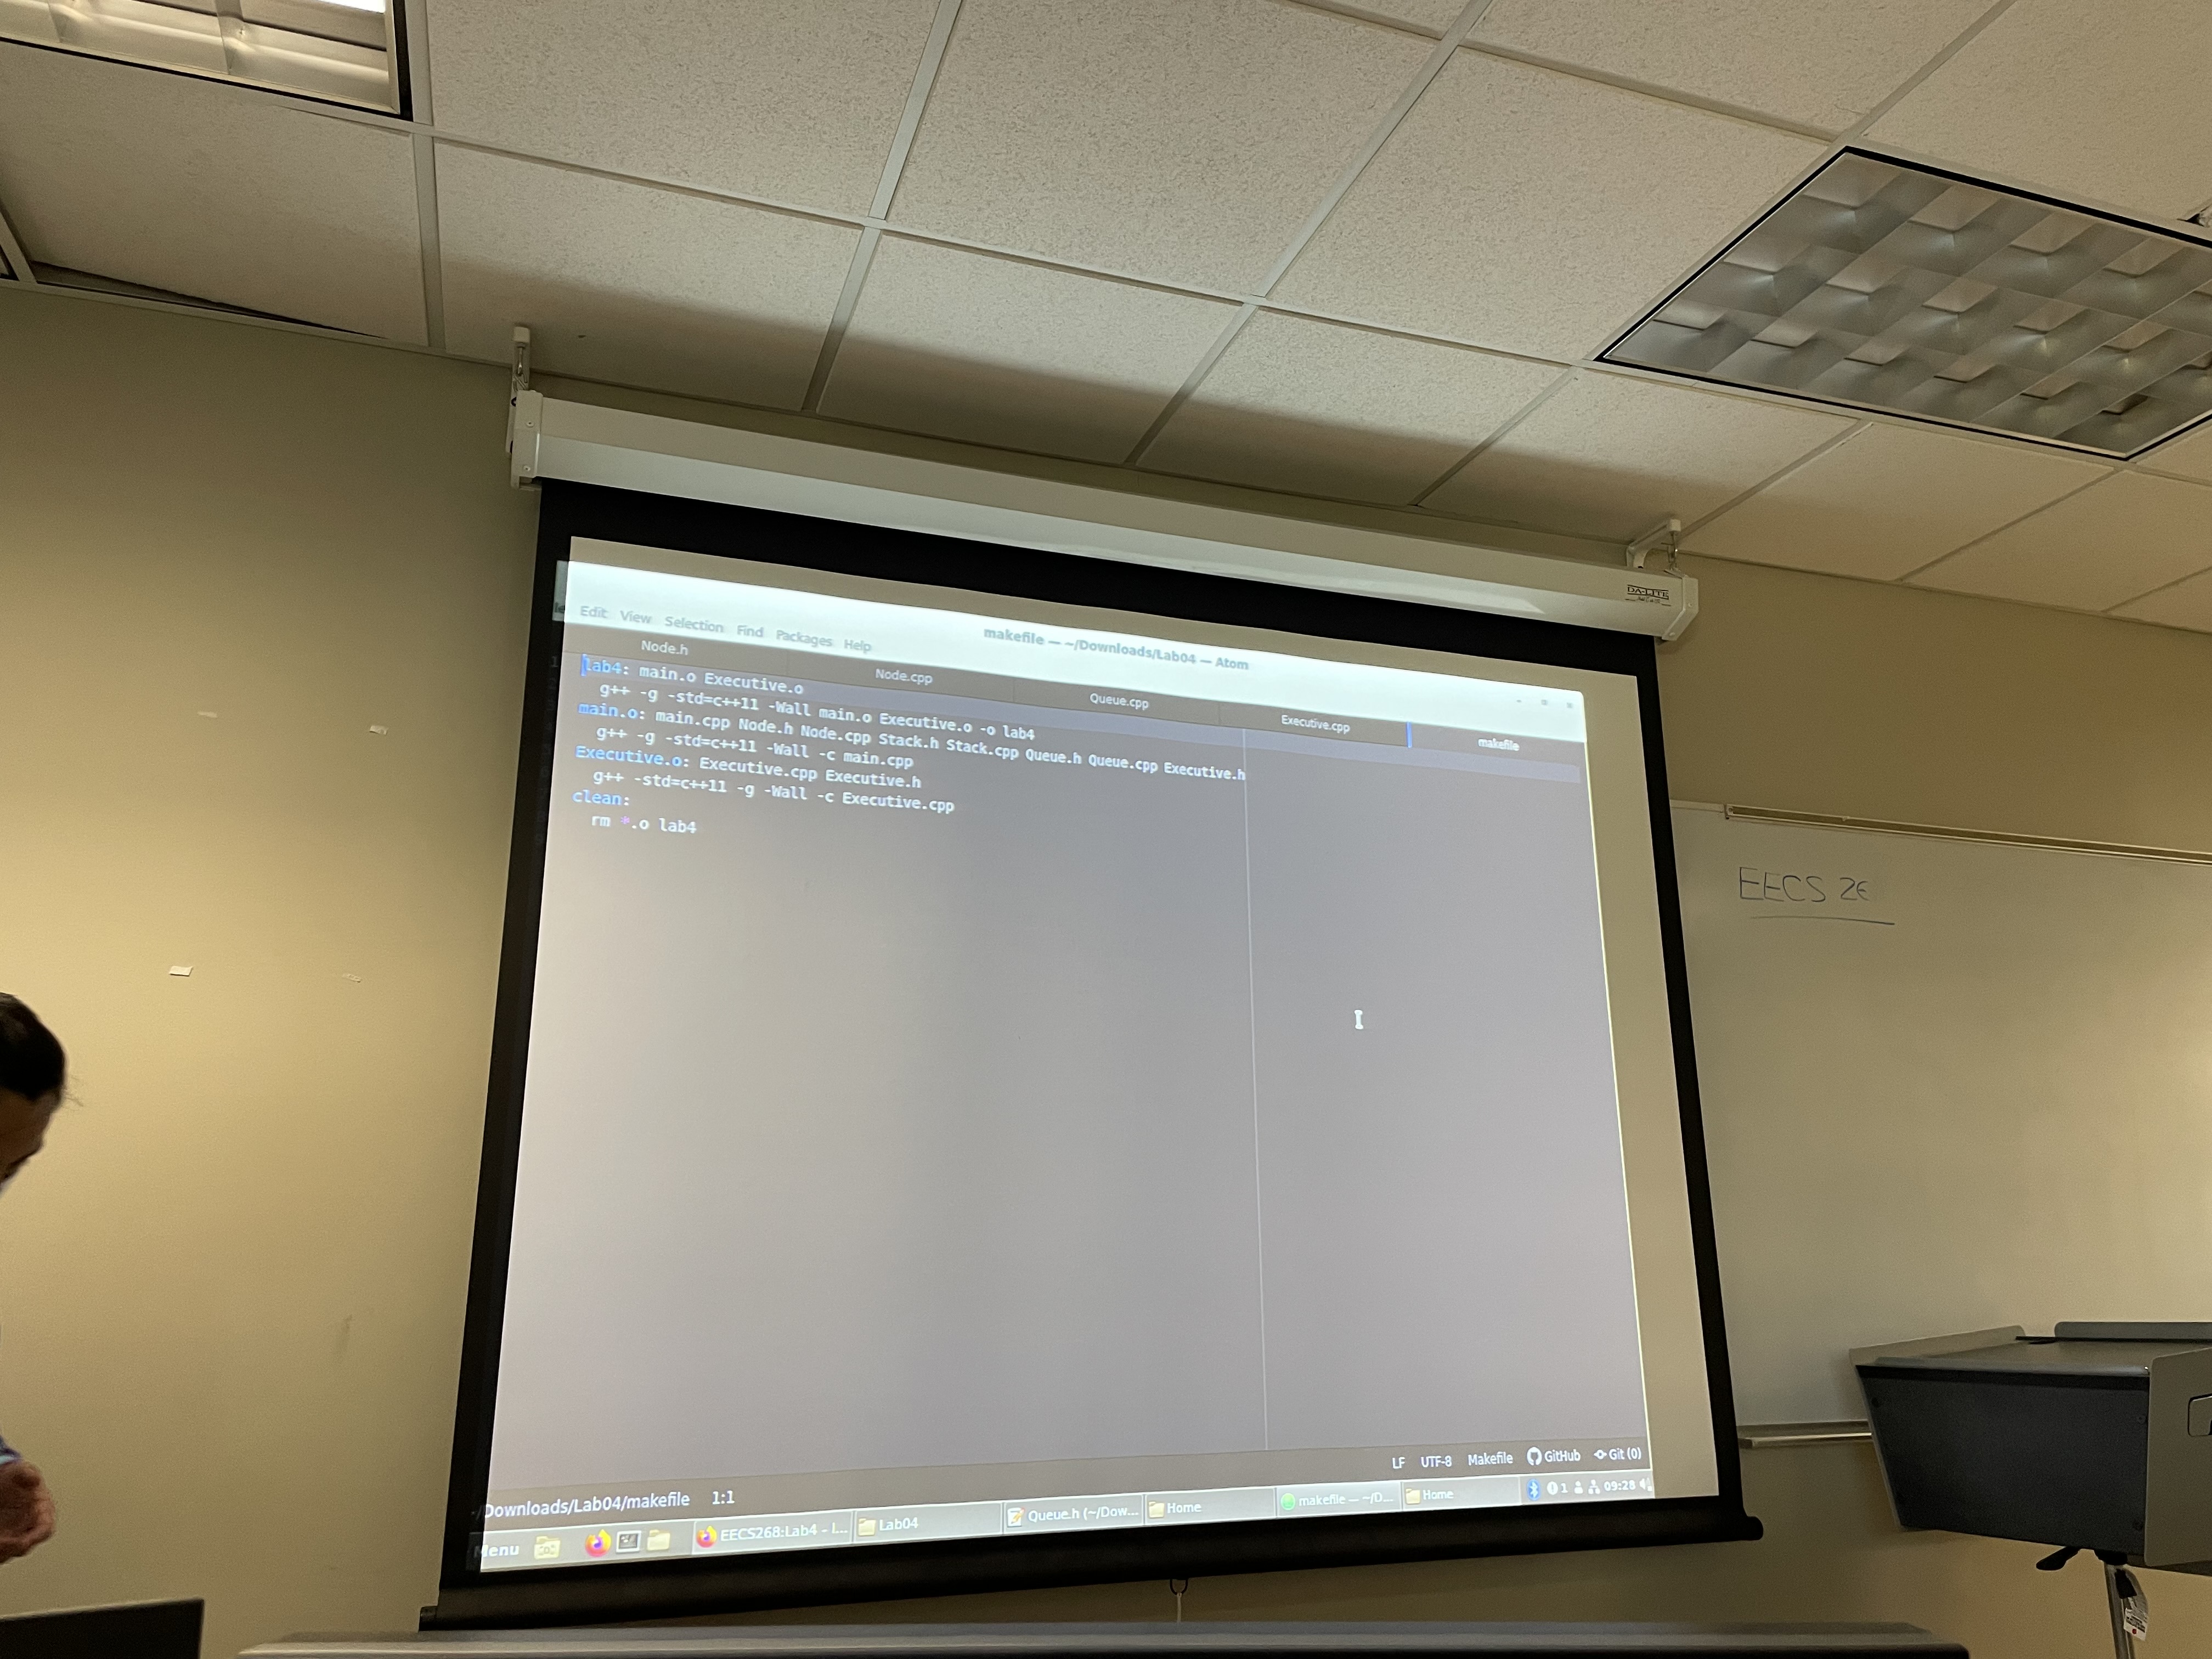 DA-LITE
Edit View Selection Find Packages Help
makefile — ~/Downloads/Lab04 — Atom
Node.h Node.cpp Queue.cpp Executive.cpp makefile
1 lab4: main.o Executive.o
g++ -g -std=c++11 -Wall main.o Executive.o -o lab4
main.o: main.cpp Node.h Node.cpp Stack.h Stack.cpp Queue.h Queue.cpp Executive.h
g++ -g -std=c++11 -Wall -c main.cpp
Executive.o: Executive.cpp Executive.h
g++ -std=c++11 -g -Wall -c Executive.cpp
clean:
rm *.o lab4
EECS 26
/Downloads/Lab04/makefile 1:1 LF UTF-8 Makefile GitHub Git (0)
Menu EECS268:Lab4 - I... Lab04 Queue.h (~/Dow... Home makefile — ~/D... Home 1 09:28